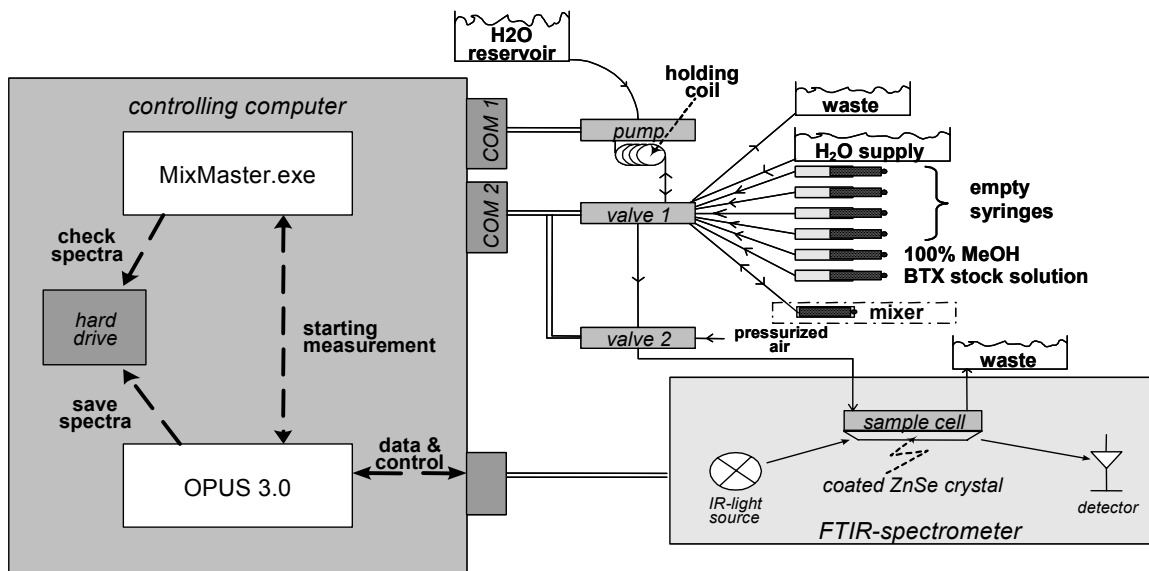 H2O
reservoir
holding
coil
waste
controlling computer
COM 1
pump
H₂O supply
MixMaster.exe
COM 2
valve 1
empty
syringes
check
spectra
100% MeOH
BTX stock solution
hard
drive
starting
measurement
mixer
valve 2
pressurized
air
waste
save
spectra
sample cell
data &
control
OPUS 3.0
coated ZnSe crystal
IR-light
source
detector
FTIR-spectrometer